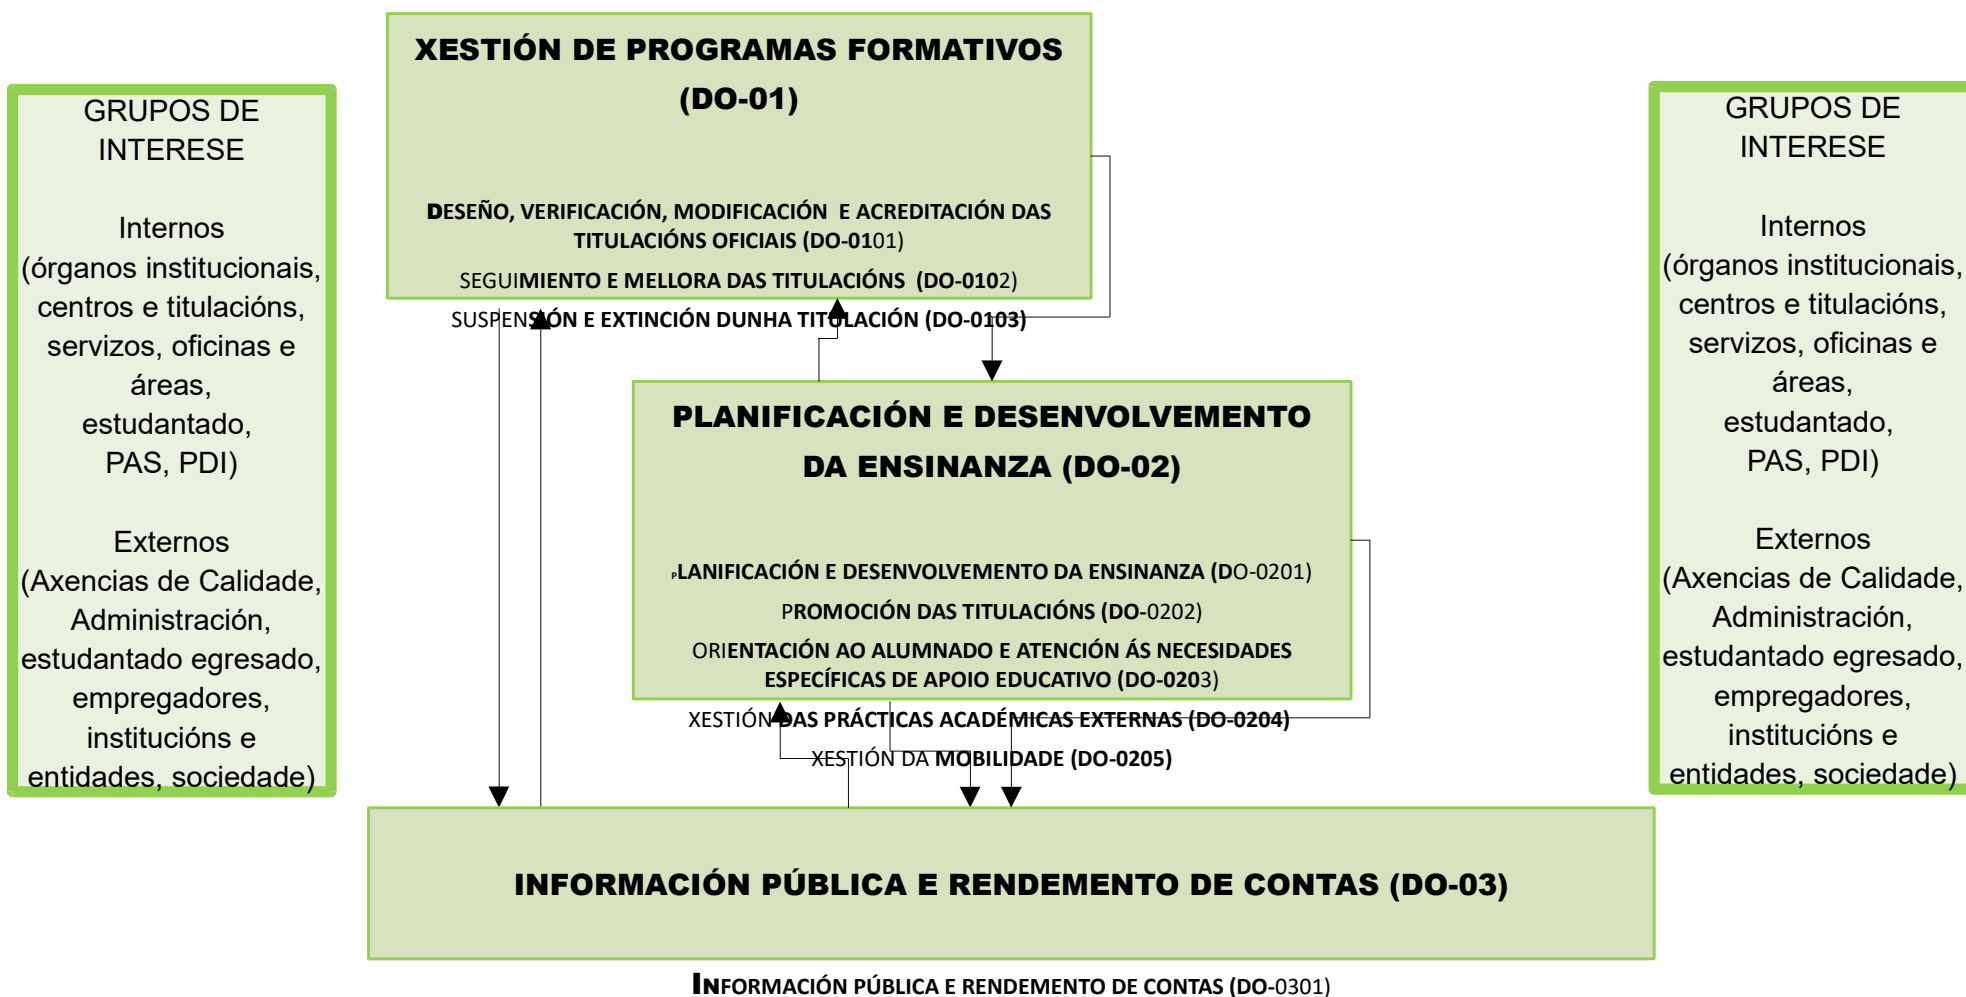 GRUPOS DE
INTERESE
Internos
(órganos institucionais,
centros e titulacións,
servizos, oficinas e
áreas,
estudantado,
PAS, PDI)
Externos
(Axencias de Calidade,
Administración,
estudantado egresado,
empregadores,
institucións e
entidades, sociedade)
XESTIÓN DE PROGRAMAS FORMATIVOS
(DO-01)
DESEÑO, VERIFICACIÓN, MODIFICACIÓN E ACREDITACIÓN DAS
TITULACIÓNS OFICIAIS (DO-0101)
SEGUIMIENTO E MELLORA DAS TITULACIÓNS (DO-0102)
SUSPENSIÓN E EXTINCIÓN DUNHA TITULACIÓN (DO-0103)
PLANIFICACIÓN E DESENVOLVEMENTO
DA ENSINANZA (DO-02)
PLANIFICACIÓN E DESENVOLVEMENTO DA ENSINANZA (DO-0201)
PROMOCIÓN DAS TITULACIÓNS (DO-0202)
ORIENTACIÓN AO ALUMNADO E ATENCIÓN ÁS NECESIDADES
ESPECÍFICAS DE APOIO EDUCATIVO (DO-0203)
XESTIÓN DAS PRÁCTICAS ACADÉMICAS EXTERNAS (DO-0204)
XESTIÓN DA MOBILIDADE (DO-0205)
INFORMACIÓN PÚBLICA E RENDEMENTO DE CONTAS (DO-03)
INFORMACIÓN PÚBLICA E RENDEMENTO DE CONTAS (DO-0301)
GRUPOS DE
INTERESE
Internos
(órganos institucionais,
centros e titulacións,
servizos, oficinas e
áreas,
estudantado,
PAS, PDI)
Externos
(Axencias de Calidade,
Administración,
estudantado egresado,
empregadores,
institucións e
entidades, sociedade)